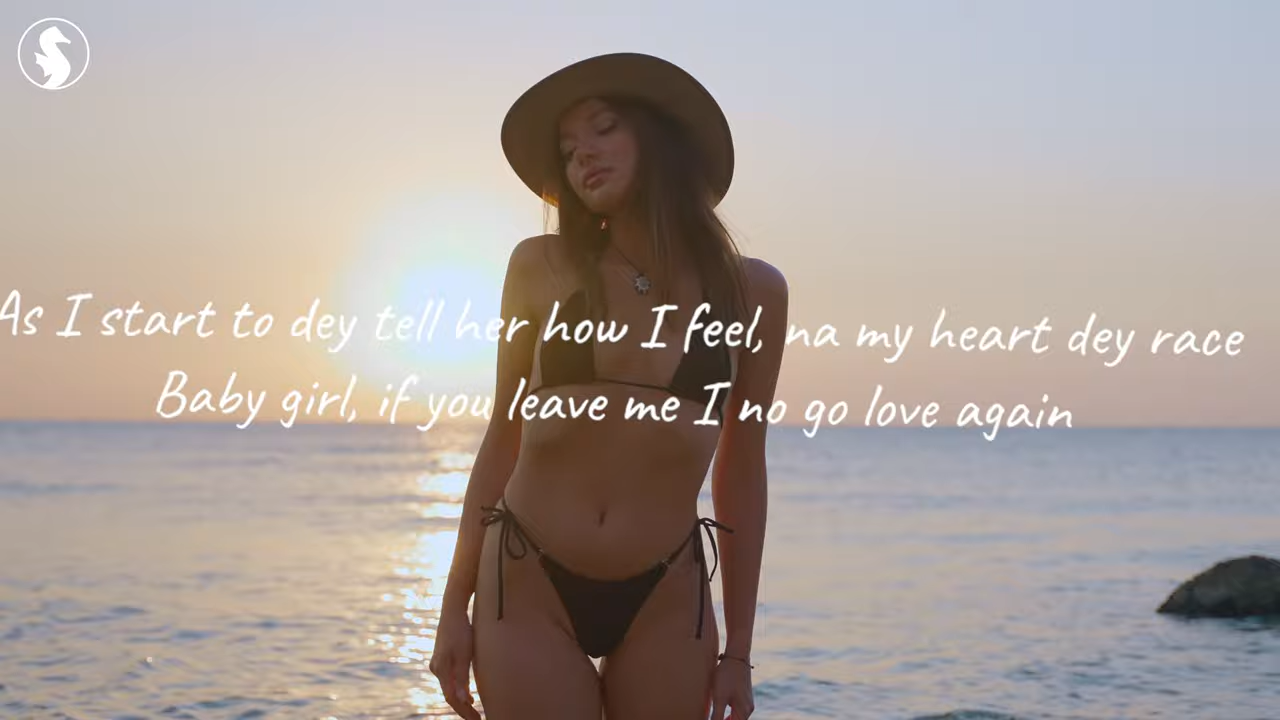 As I start to dey tell her how I feel, na my heart dey race
Baby girl, if you leave me I no go love again